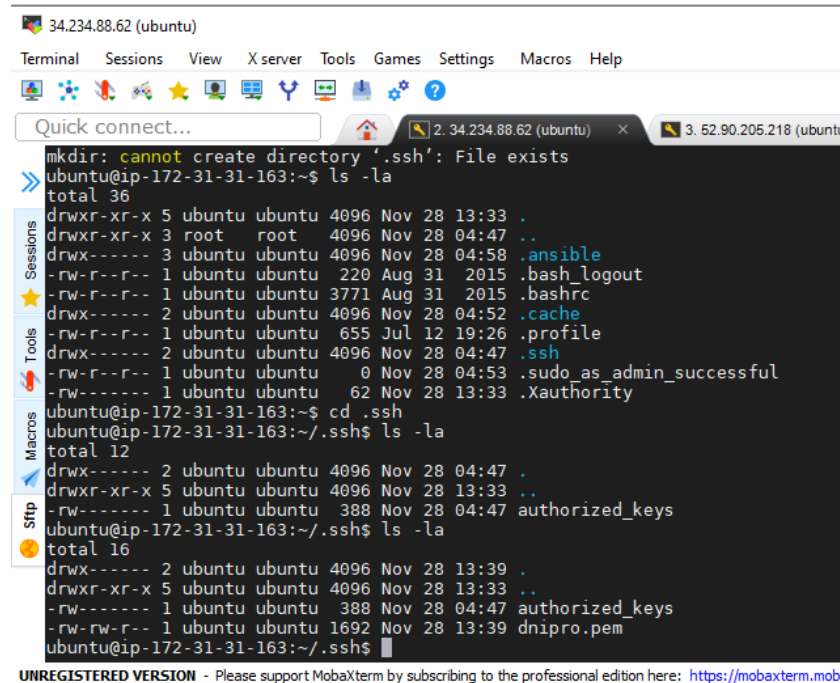 34.234.88.62 (ubuntu)
Terminal Sessions View X server Tools Games Settings Macros Help
Quick connect...
2. 34.234.88.62 (ubuntu)
3. 52.90.205.218 (ubuntu
mkdir: cannot create directory ‘.ssh’: File exists
ubuntu@ip-172-31-31-163:~$ ls -la
total 36
drwxr-xr-x 5 ubuntu ubuntu 4096 Nov 28 13:33 .
drwxr-xr-x 3 root root 4096 Nov 28 04:47 ..
drwx------ 3 ubuntu ubuntu 4096 Nov 28 04:58 .ansible
-rw-r--r-- 1 ubuntu ubuntu 220 Aug 31 2015 .bash_logout
-rw-r--r-- 1 ubuntu ubuntu 3771 Aug 31 2015 .bashrc
drwx------ 2 ubuntu ubuntu 4096 Nov 28 04:52 .cache
-rw-r--r-- 1 ubuntu ubuntu 655 Jul 12 19:26 .profile
drwx------ 2 ubuntu ubuntu 4096 Nov 28 04:47 .ssh
-rw-r--r-- 1 ubuntu ubuntu 0 Nov 28 04:53 .sudo_as_admin_successful
-rw------- 1 ubuntu ubuntu 62 Nov 28 13:33 .Xauthority
ubuntu@ip-172-31-31-163:~$ cd .ssh
ubuntu@ip-172-31-31-163:~/.ssh$ ls -la
total 12
drwx------ 2 ubuntu ubuntu 4096 Nov 28 04:47 .
drwxr-xr-x 5 ubuntu ubuntu 4096 Nov 28 13:33 ..
-rw------- 1 ubuntu ubuntu 388 Nov 28 04:47 authorized_keys
ubuntu@ip-172-31-31-163:~/.ssh$ ls -la
total 16
drwx------ 2 ubuntu ubuntu 4096 Nov 28 13:39 .
drwxr-xr-x 5 ubuntu ubuntu 4096 Nov 28 13:33 ..
-rw------- 1 ubuntu ubuntu 388 Nov 28 04:47 authorized_keys
-rw-rw-r-- 1 ubuntu ubuntu 1692 Nov 28 13:39 dnipro.pem
ubuntu@ip-172-31-31-163:~/.ssh$
Sessions
Tools
Macros
Sftp
UNREGISTERED VERSION - Please support MobaXterm by subscribing to the professional edition here: https://mobaxterm.mob